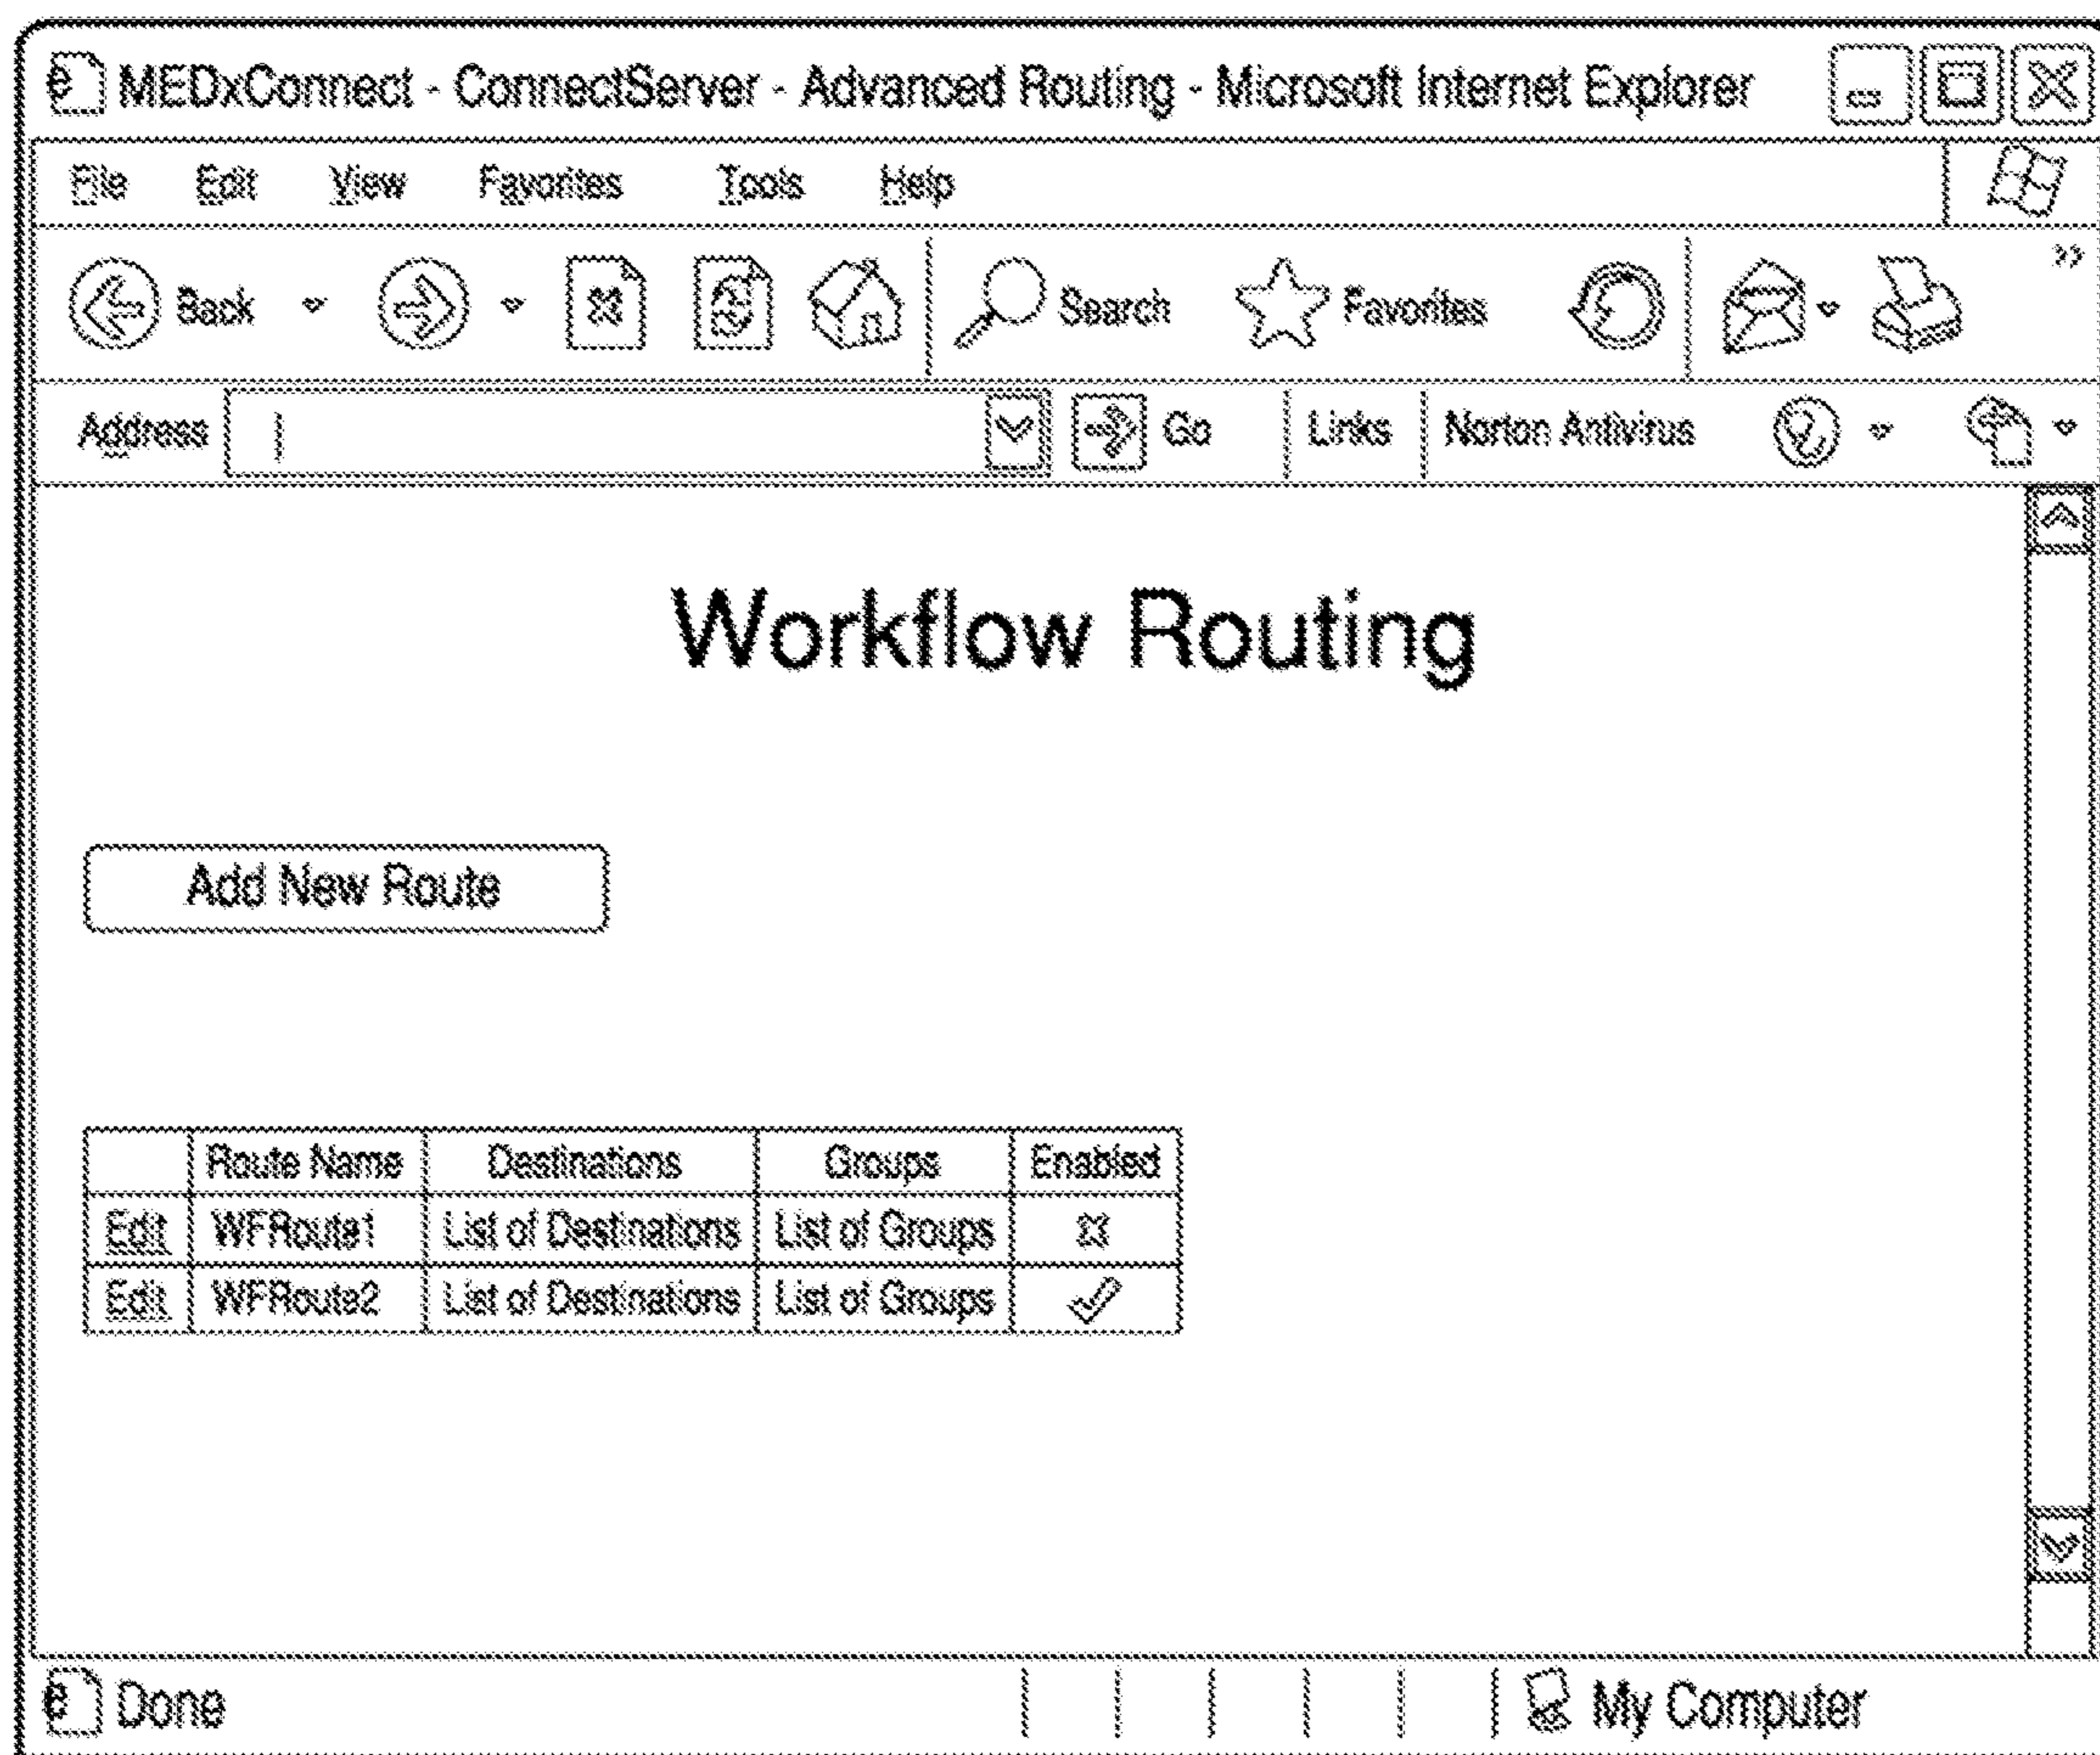 MEDxConnect - ConnectServer - Advanced Routing - Microsoft Internet Explorer
File Edit View Favorites Tools Help
Back Search Favorites »
Address Go Links Norton Antivirus
Workflow Routing
Add New Route
Route Name Destinations Groups Enabled
Edit WFRoute1 List of Destinations List of Groups
Edit WFRoute2 List of Destinations List of Groups
Done My Computer